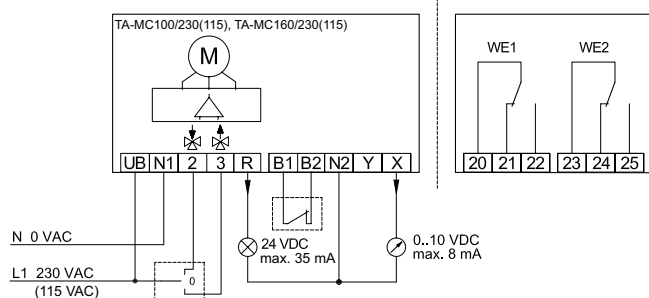 TA-MC100/230(115), TA-MC160/230(115)
M
WE1 WE2
UB N1 2 3 R B1 B2 N2 Y X
20 21 22 23 24 25
N 0 VAC
24 VDC
max. 35 mA
0..10 VDC
max. 8 mA
L1 230 VAC
(115 VAC)
0